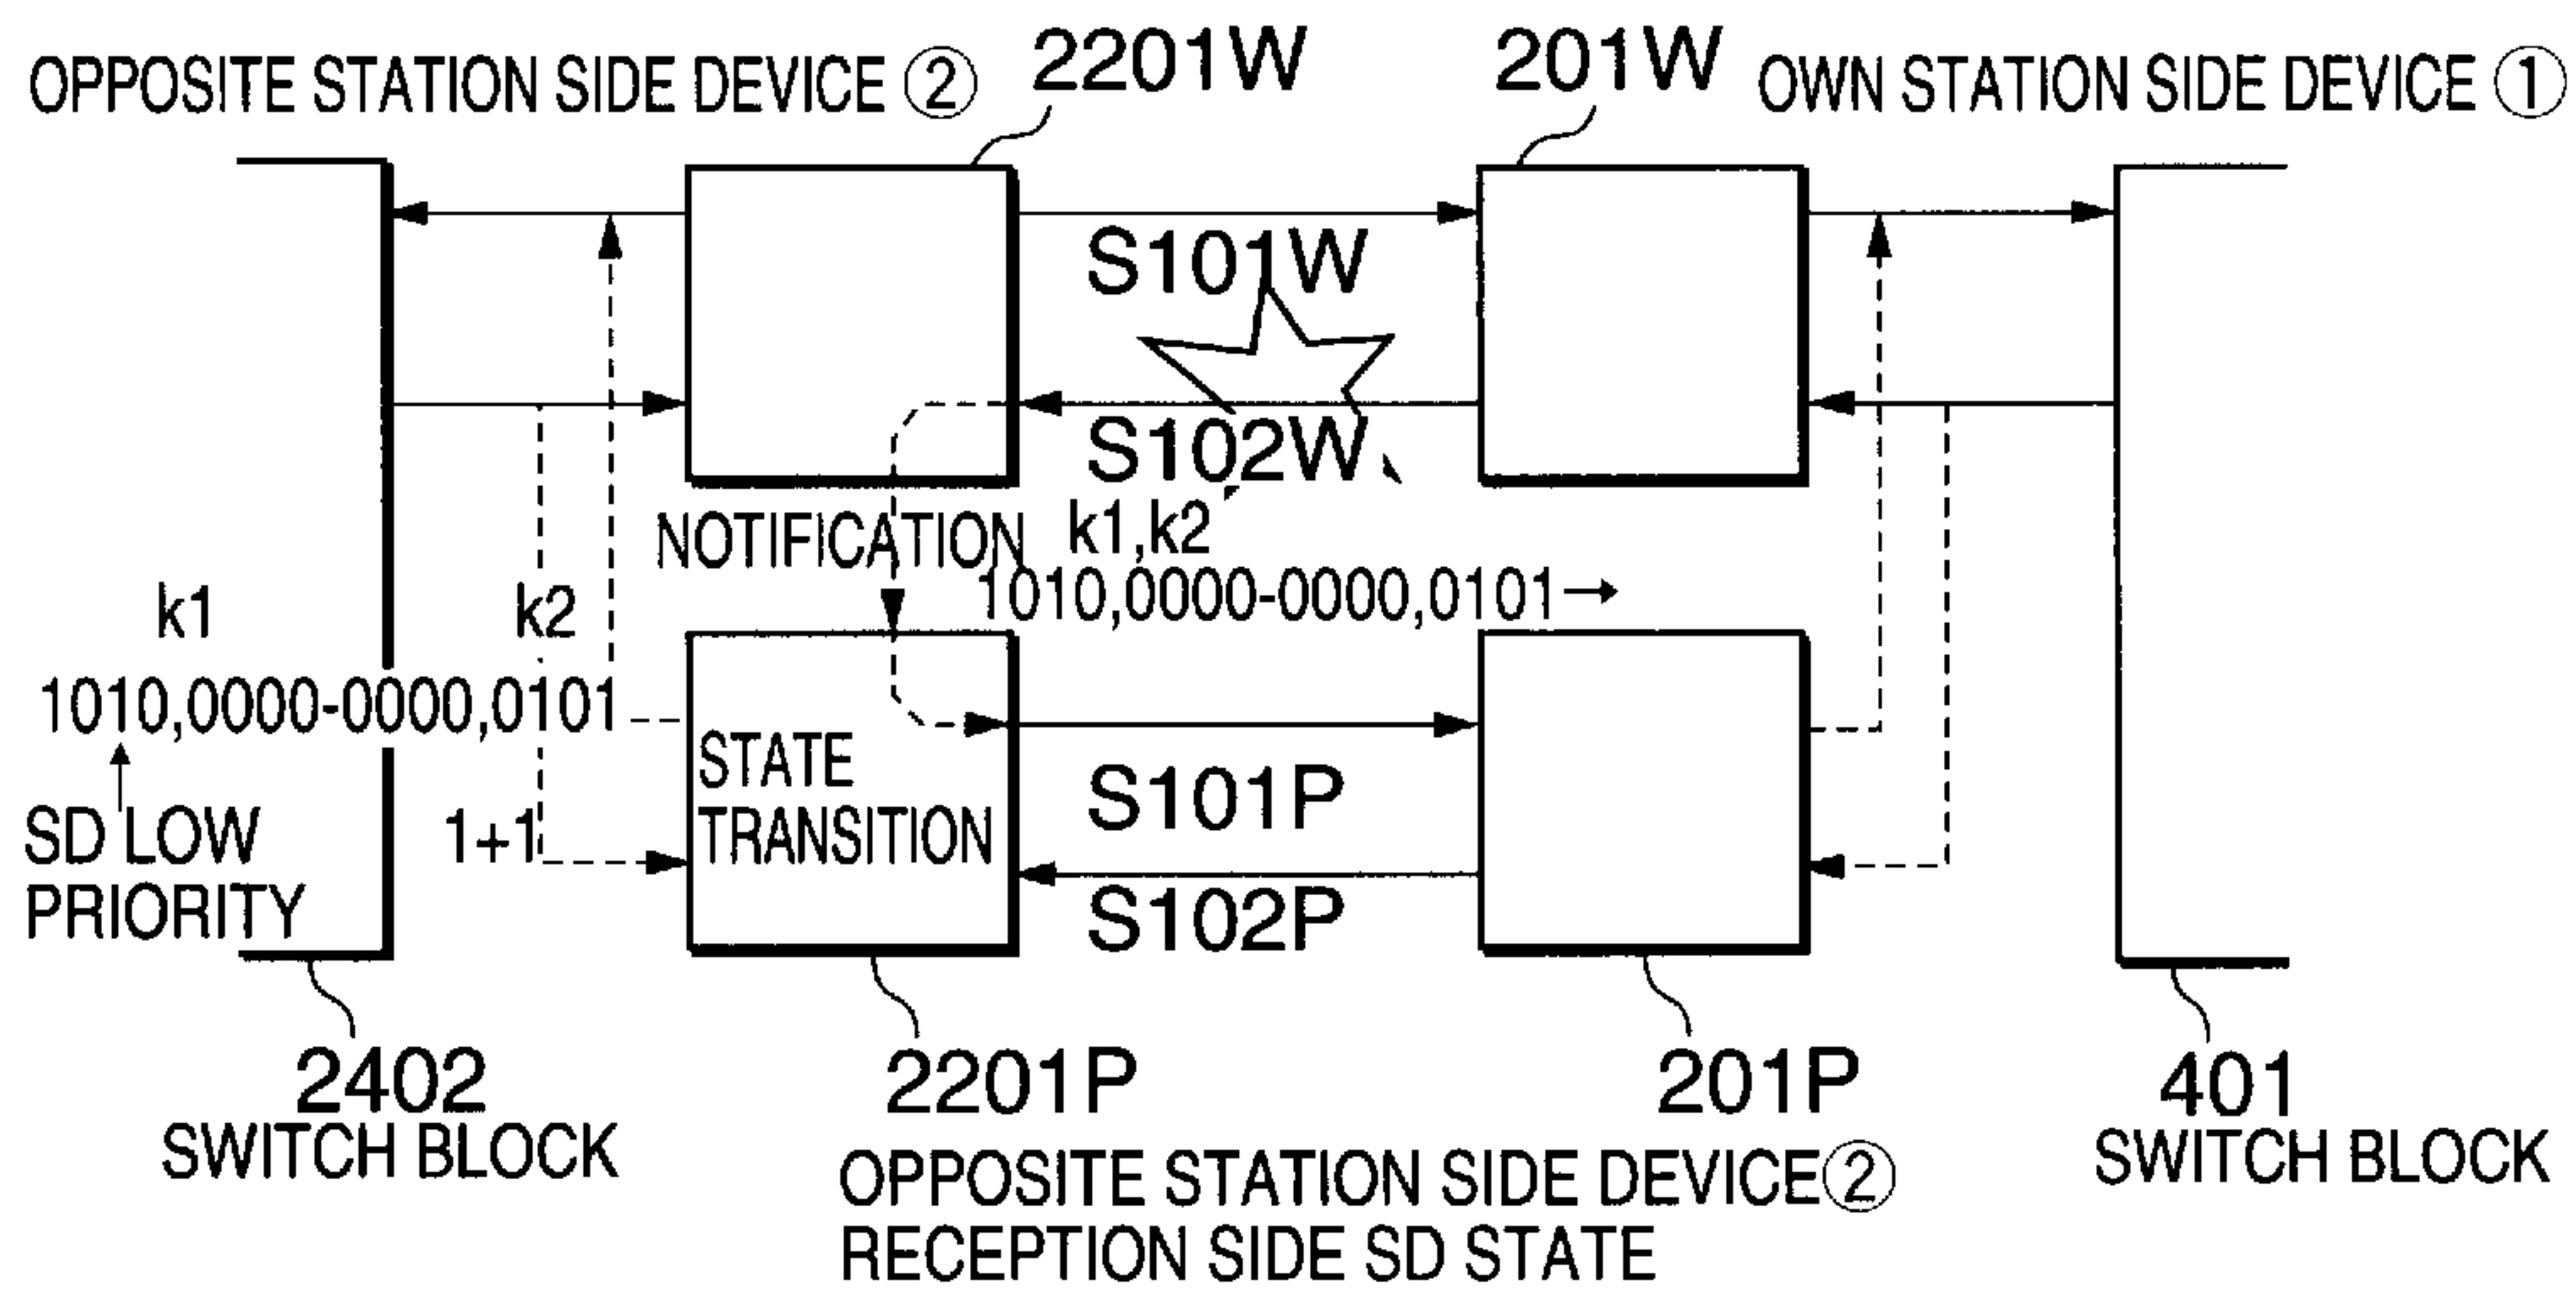 OPPOSITE STATION SIDE DEVICE ②
2201W
201W
OWN STATION SIDE DEVICE ①
S101W
S102W
NOTIFICATION
k1,k2
1010,0000-0000,0101→
k1
k2
1010,0000-0000,0101
SD LOW
PRIORITY
1+1
STATE
TRANSITION
S101P
S102P
2402
SWITCH BLOCK
2201P
201P
401
SWITCH BLOCK
OPPOSITE STATION SIDE DEVICE②
RECEPTION SIDE SD STATE